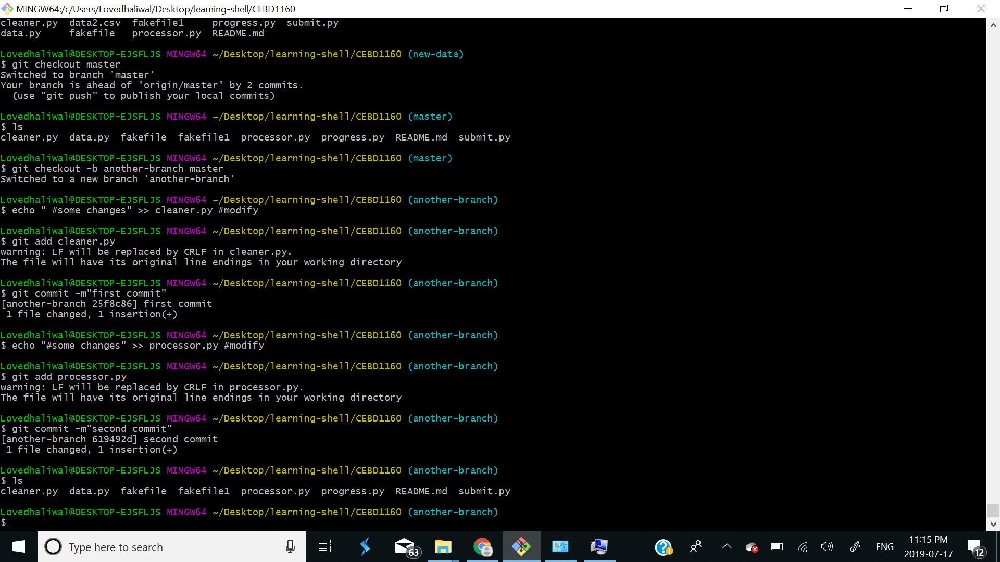 MINGW64:/c/Users/Lovedhaliwal/Desktop/learning-shell/CEBD1160
cleaner.py  data2.csv  fakefile1     progress.py  submit.py
data.py     fakefile   processor.py  README.md
Lovedhaliwal@DESKTOP-EJSFLJS MINGW64 ~/Desktop/learning-shell/CEBD1160 (new-data)
$ git checkout master
Switched to branch 'master'
Your branch is ahead of 'origin/master' by 2 commits.
  (use "git push" to publish your local commits)
Lovedhaliwal@DESKTOP-EJSFLJS MINGW64 ~/Desktop/learning-shell/CEBD1160 (master)
$ ls
cleaner.py  data.py  fakefile  fakefile1  processor.py  progress.py  README.md  submit.py
Lovedhaliwal@DESKTOP-EJSFLJS MINGW64 ~/Desktop/learning-shell/CEBD1160 (master)
$ git checkout -b another-branch master
Switched to a new branch 'another-branch'
Lovedhaliwal@DESKTOP-EJSFLJS MINGW64 ~/Desktop/learning-shell/CEBD1160 (another-branch)
$ echo " #some changes" >> cleaner.py #modify
Lovedhaliwal@DESKTOP-EJSFLJS MINGW64 ~/Desktop/learning-shell/CEBD1160 (another-branch)
$ git add cleaner.py
warning: LF will be replaced by CRLF in cleaner.py.
The file will have its original line endings in your working directory
Lovedhaliwal@DESKTOP-EJSFLJS MINGW64 ~/Desktop/learning-shell/CEBD1160 (another-branch)
$ git commit -m"first commit"
[another-branch 25f8c86] first commit
 1 file changed, 1 insertion(+)
Lovedhaliwal@DESKTOP-EJSFLJS MINGW64 ~/Desktop/learning-shell/CEBD1160 (another-branch)
$ echo "#some changes" >> processor.py #modify
Lovedhaliwal@DESKTOP-EJSFLJS MINGW64 ~/Desktop/learning-shell/CEBD1160 (another-branch)
$ git add processor.py
warning: LF will be replaced by CRLF in processor.py.
The file will have its original line endings in your working directory
Lovedhaliwal@DESKTOP-EJSFLJS MINGW64 ~/Desktop/learning-shell/CEBD1160 (another-branch)
$ git commit -m"second commit"
[another-branch 619492d] second commit
 1 file changed, 1 insertion(+)
Lovedhaliwal@DESKTOP-EJSFLJS MINGW64 ~/Desktop/learning-shell/CEBD1160 (another-branch)
$ ls
cleaner.py  data.py  fakefile  fakefile1  processor.py  progress.py  README.md  submit.py
Lovedhaliwal@DESKTOP-EJSFLJS MINGW64 ~/Desktop/learning-shell/CEBD1160 (another-branch)
$
Type here to search
63
ENG
11:15 PM
2019-07-17
12